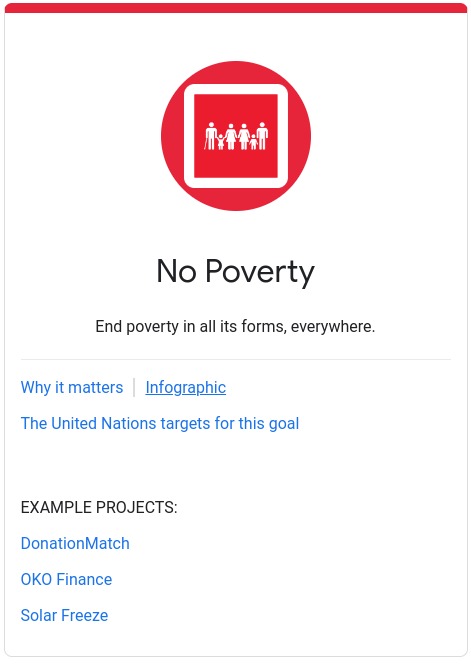 No Poverty
End poverty in all its forms, everywhere.
Why it matters | Infographic
The United Nations targets for this goal
EXAMPLE PROJECTS:
DonationMatch
OKO Finance
Solar Freeze